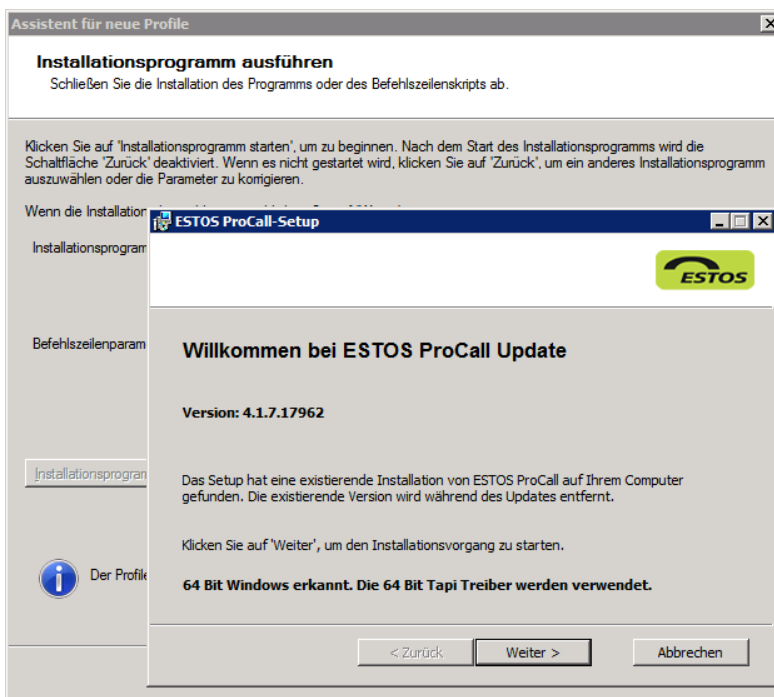 Assistent für neue Profile
Installationsprogramm ausführen
Schließen Sie die Installation des Programms oder des Befehlszeilenskripts ab.
Klicken Sie auf 'Installationsprogramm starten', um zu beginnen. Nach dem Start des Installationsprogramms wird die
Schaltfläche 'Zurück' deaktiviert. Wenn es nicht gestartet wird, klicken Sie auf 'Zurück', um ein anderes Installationsprogramm
auszuwählen oder die Parameter zu korrigieren.
Wenn die Installation
Installationsprogram
Befehlszeilenparam
Installationsprogran
Der Profile
ESTOS ProCall-Setup
ESTOS
Willkommen bei ESTOS ProCall Update
Version: 4.1.7.17962
Das Setup hat eine existierende Installation von ESTOS ProCall auf Ihrem Computer
gefunden. Die existierende Version wird während des Updates entfernt.
Klicken Sie auf 'Weiter', um den Installationsvorgang zu starten.
64 Bit Windows erkannt. Die 64 Bit Tapi Treiber werden verwendet.
< Zurück Weiter > Abbrechen